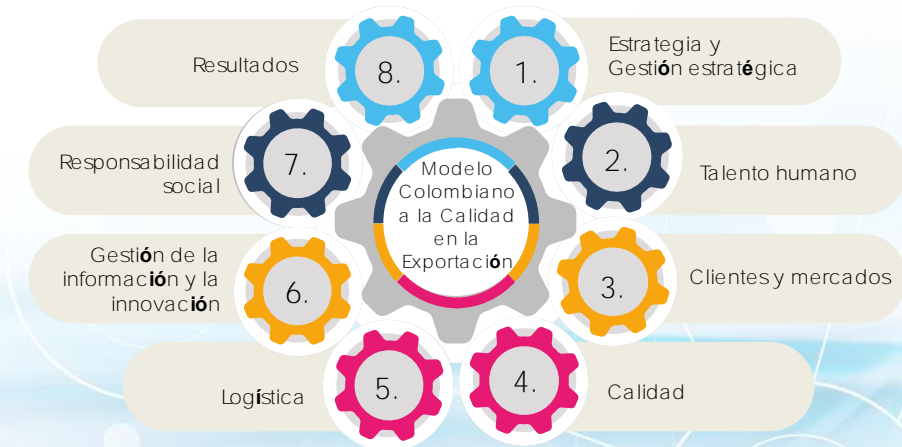 Modelo
Colombiano
a la Calidad
en la
Exportación
1.
Estrategia y
Gestión estratégica
2.
Talento humano
3.
Clientes y mercados
4.
Calidad
5.
Logística
6.
Gestión de la
información y la
innovación
7.
Responsabilidad
social
8.
Resultados